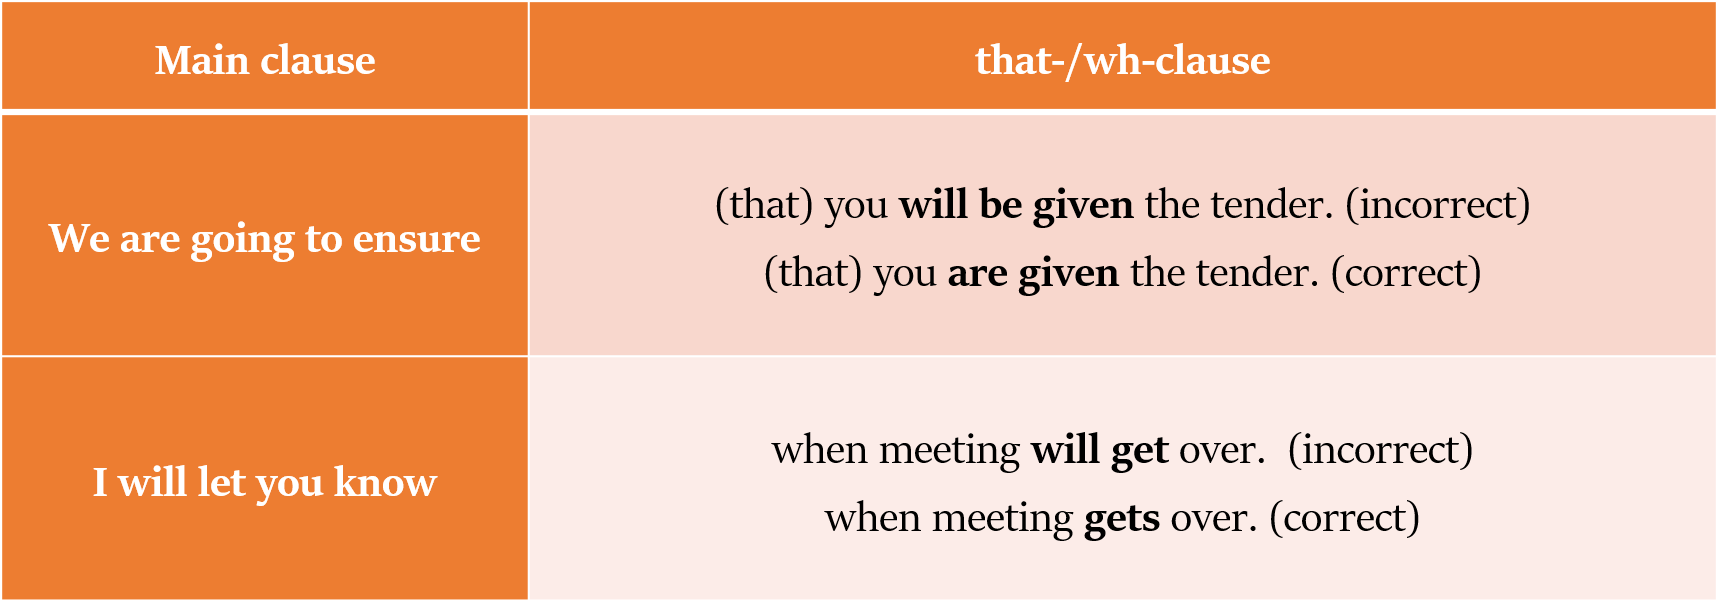 Main clause
that-/wh-clause
We are going to ensure
(that) you will be given the tender. (incorrect)
(that) you are given the tender. (correct)
I will let you know
when meeting will get over.  (incorrect)
when meeting gets over. (correct)